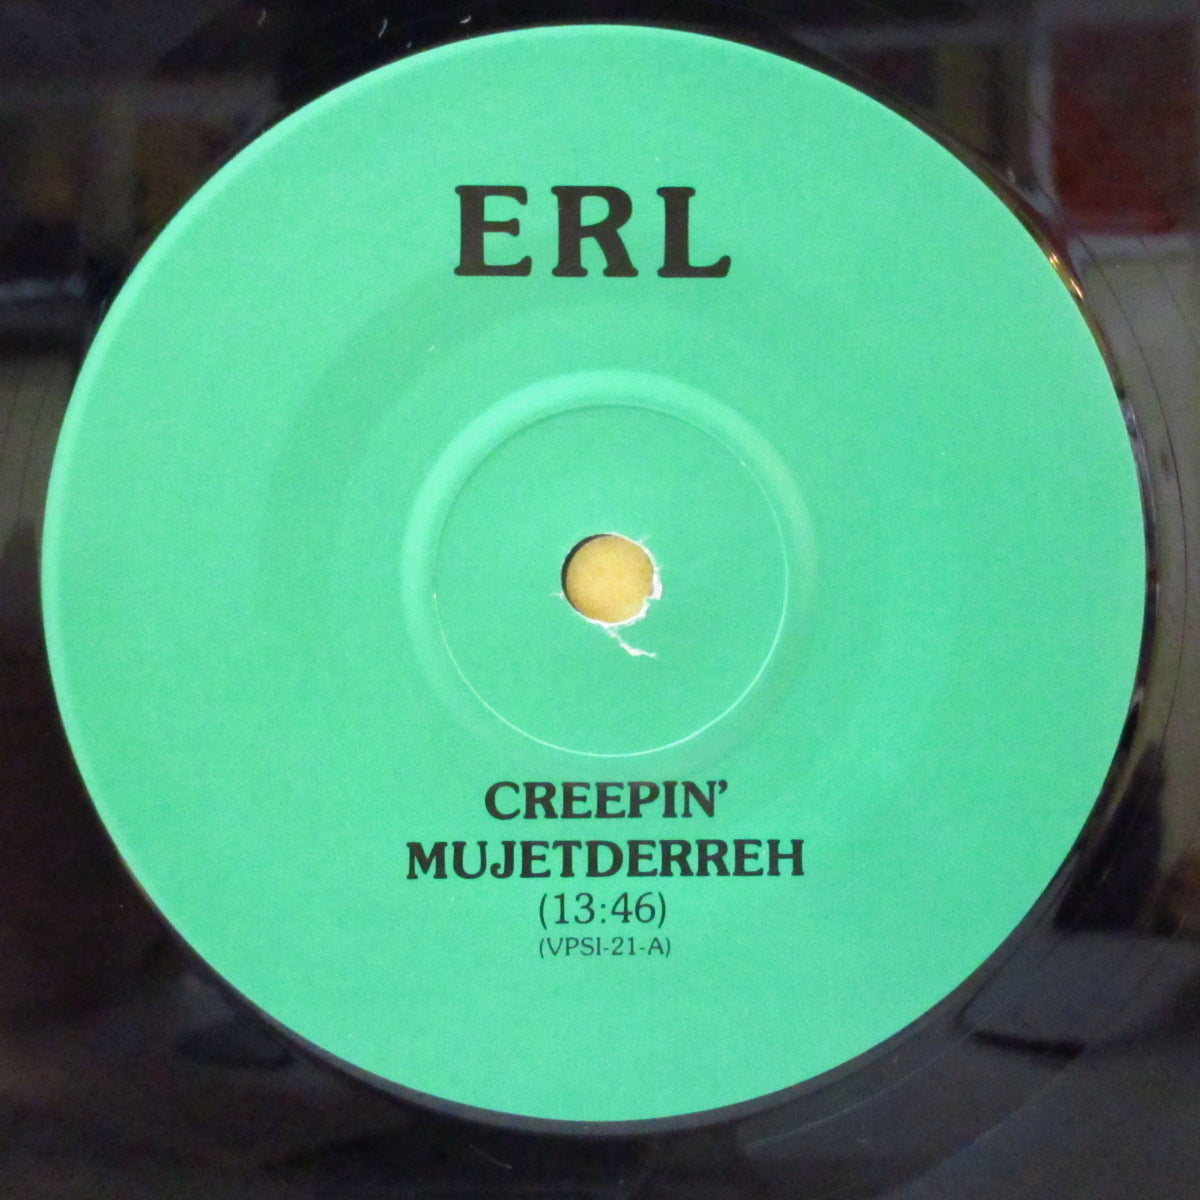 ERL
CREEPIN’
MUJETDERREH
(13:46)
(VPSI-21-A)